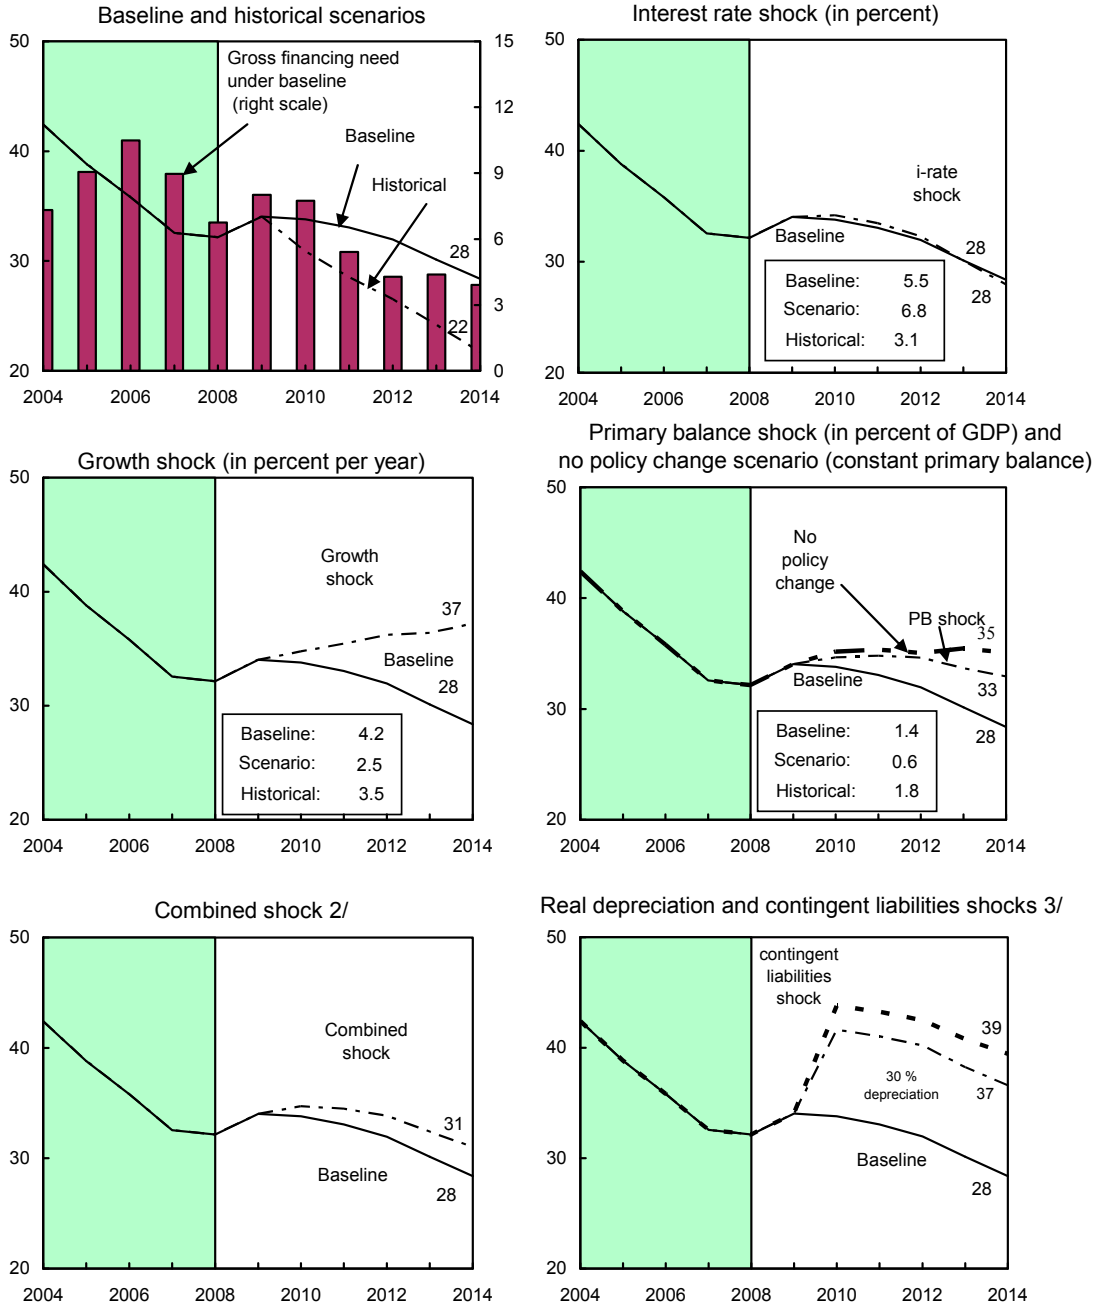 Baseline and historical scenarios
50
40
30
20
15
12
9
6
3
0
Gross financing need
under baseline
(right scale)
Baseline
Historical
28
22
2004 2006 2008 2010 2012 2014
Interest rate shock (in percent)
50
40
30
20
i-rate
shock
Baseline
28
28
Baseline: 5.5
Scenario: 6.8
Historical: 3.1
2004 2006 2008 2010 2012 2014
Growth shock (in percent per year)
50
40
30
20
Growth
shock
37
Baseline
28
Baseline: 4.2
Scenario: 2.5
Historical: 3.5
2004 2006 2008 2010 2012 2014
Primary balance shock (in percent of GDP) and
no policy change scenario (constant primary balance)
50
40
30
20
No
policy
change
PB shock
35
Baseline
33
28
Baseline: 1.4
Scenario: 0.6
Historical: 1.8
2004 2006 2008 2010 2012 2014
Combined shock 2/
50
40
30
20
Combined
shock
31
Baseline
28
2004 2006 2008 2010 2012 2014
Real depreciation and contingent liabilities shocks 3/
50
40
30
20
contingent
liabilities
shock
39
30 %
depreciation
37
Baseline
28
2004 2006 2008 2010 2012 2014